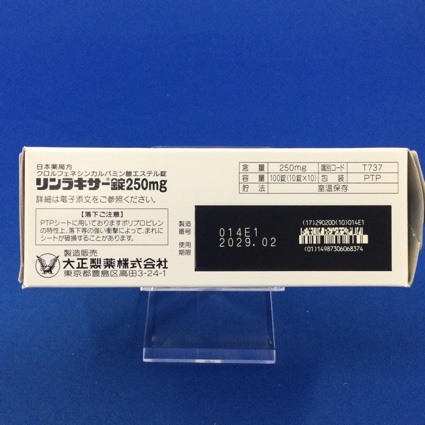 日本薬局方
クロルフェネシンカルバミン酸エステル錠
リンラキサー錠250mg
詳細は電子添文をご参照ください。
【落下ご注意】
PTPシートに用いておりますポリプロピレン
の特性上、落下等の強い衝撃によって、まれに
シートが破損することがあります。
製造販売
大正製薬株式会社
東京都豊島区高田3-24-1
含量 250mg 識別コード T737
容量 100錠(10錠×10) 包装 PTP
貯法 室温保存
製造番号 014E1
使用期限 2029.02
(17)290200(10)014E1
(01)14987306068374